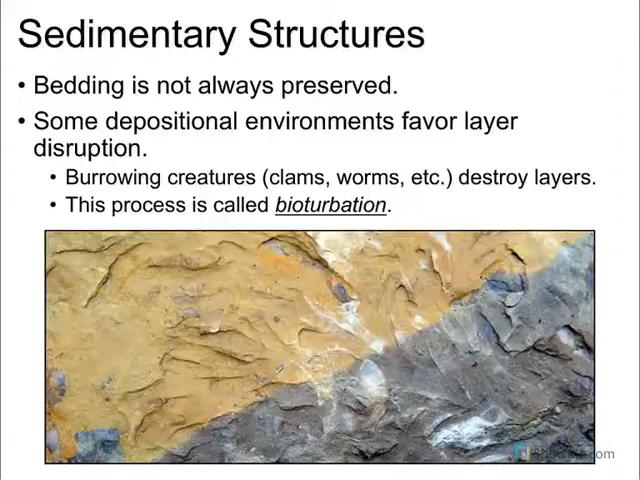 Sedimentary Structures
• Bedding is not always preserved.
• Some depositional environments favor layer
disruption.
• Burrowing creatures (clams, worms, etc.) destroy layers.
• This process is called bioturbation.